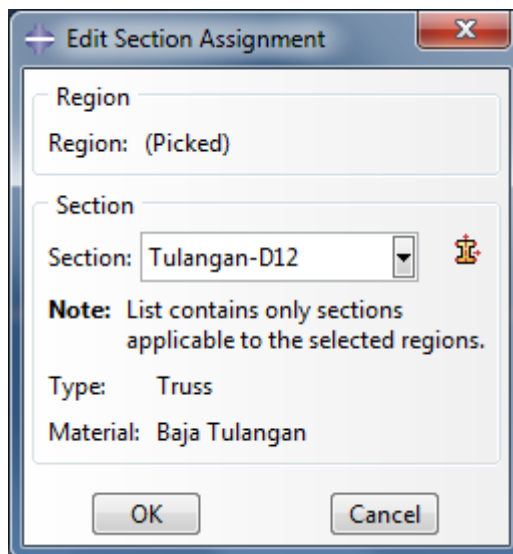 Edit Section Assignment
Region
Region: (Picked)
Section
Section: Tulangan-D12
Note: List contains only sections
applicable to the selected regions.
Type: Truss
Material: Baja Tulangan
OK Cancel